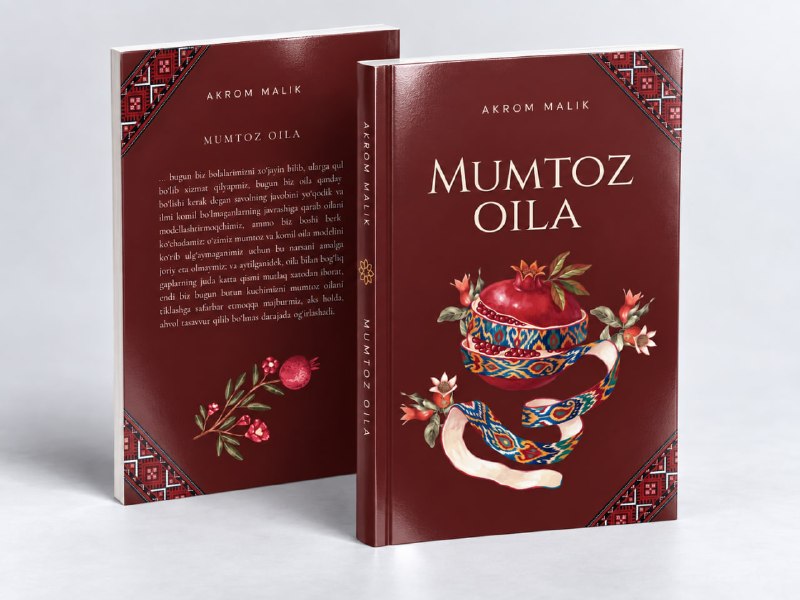 AKROM MALIK
MUMTOZ OILA
... bugun biz bolalarimizni xo'jayin bilib, ularga qul
bo'lib xizmat qilyapmiz, bugun biz oila qanday
bo'lishi kerak degan savolning javobini yo'qodik va
ilmi komil bo'lmaganlarning javrashiga qarab oilani
modellashtirmoqchimiz, ammo biz boshi berk
ko'chadamiz: o'zimiz mumtoz va komil oila modelini
ko'rib ulg'aymaganimiz uchun bu narsani amalga
joriy eta olmaymiz; va aytilganidek, oila bilan bog'liq
gaplarning juda katta qismi mutlaq xatodan iborat,
endi biz bugun butun kuchimizni mumtoz oilani
tiklashga safarbar etmoqqa majburmiz, aks holda,
ahvol tasavvur qilib bo'lmas darajada og'irlashadi.
AKROM MALIK
MUMTOZ OILA
AKROM MALIK
MUMTOZ
OILA